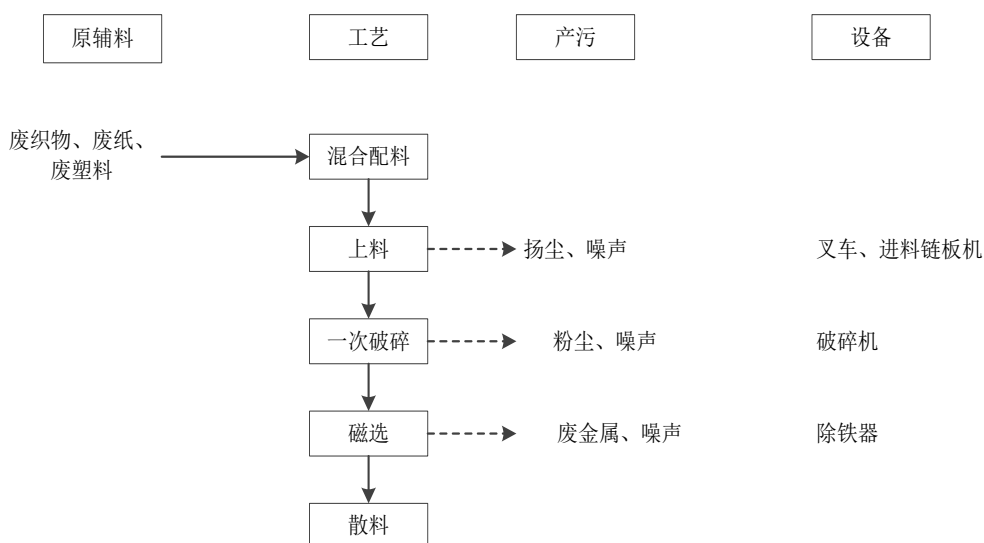 原辅料
工艺
产污
设备
废织物、废纸、
废塑料
混合配料
上料
扬尘、噪声
叉车、进料链板机
一次破碎
粉尘、噪声
破碎机
磁选
废金属、噪声
除铁器
散料